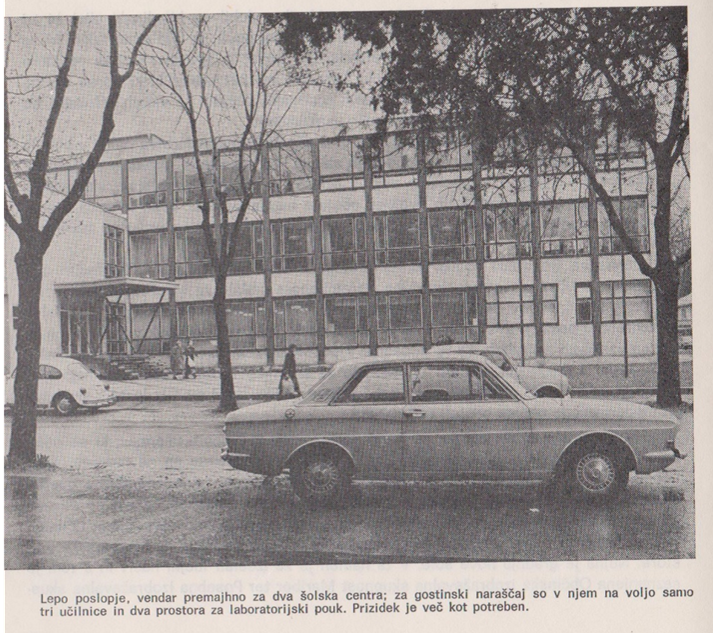 Lepo poslopje, vendar premajhno za dva šolska centra; za gostinski naraščaj so v njem na voljo samo
tri učilnice in dva prostora za laboratorijski pouk. Prizidek je več kot potreben.